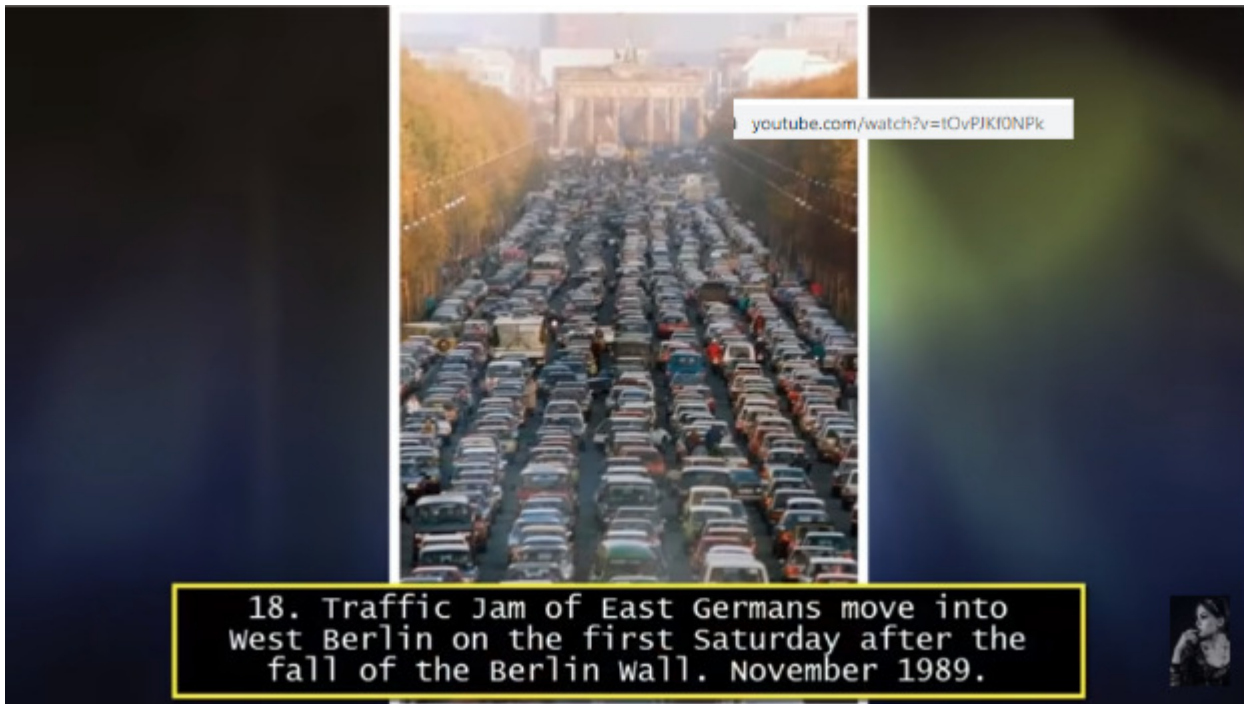 youtube.com/watch?v=tOvPJKf0NPk
18. Traffic Jam of East Germans move into
West Berlin on the first Saturday after the
fall of the Berlin Wall. November 1989.